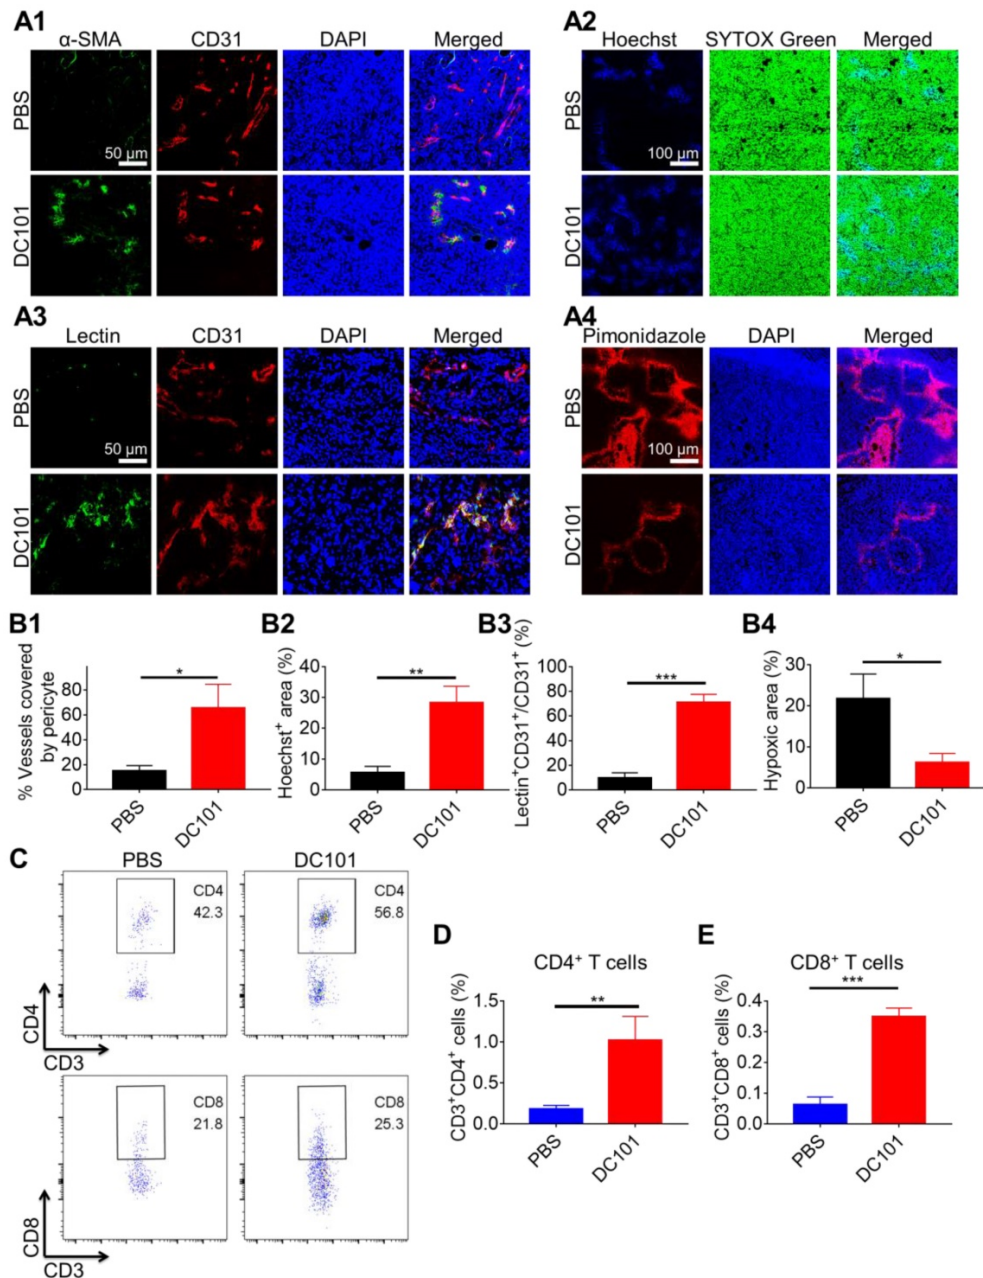 A1
α-SMA CD31 DAPI Merged
PBS
50 μm
DC101
A2
Hoechst SYTOX Green Merged
PBS
100 μm
DC101
A3
Lectin CD31 DAPI Merged
PBS
50 μm
DC101
A4
Pimonidazole DAPI Merged
PBS
100 μm
DC101
B1
% Vessels covered
by pericyte
80
60
40
20
0
*
PBS DC101
B2
Hoechst⁺ area (%)
40
30
20
10
0
**
PBS DC101
B3
Lectin⁺CD31⁺/CD31⁺ (%)
100
80
60
40
20
0
***
PBS DC101
B4
Hypoxic area (%)
30
20
10
0
*
PBS DC101
C
PBS DC101
CD4
42.3
CD4
56.8
CD4
CD3
CD8
21.8
CD8
25.3
CD8
CD3
D
CD4⁺ T cells
CD3⁺CD4⁺ cells (%)
1.5
1.0
0.5
0.0
**
PBS DC101
E
CD8⁺ T cells
CD3⁺CD8⁺ cells (%)
0.4
0.3
0.2
0.1
0.0
***
PBS DC101